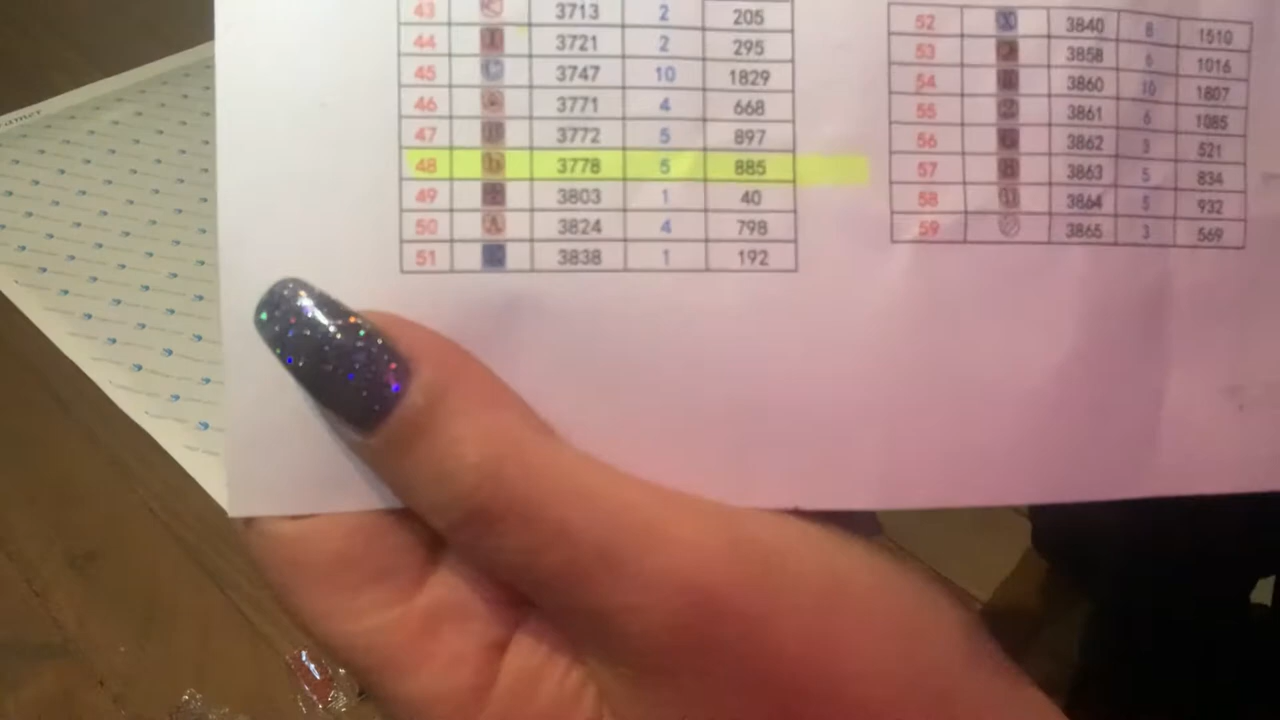 43 3713 2 205
44 I 3721 2 295
45 C 3747 10 1829
46 3771 4 668
47 3772 5 897
48 h 3778 5 885
49 3803 1 40
50 A 3824 4 798
51 3838 1 192
52 X 3840 8 1510
53 3858 6 1016
54 3860 10 1807
55 2 3861 6 1085
56 6 3862 3 521
57 8 3863 5 834
58 3864 5 932
59 3865 3 569